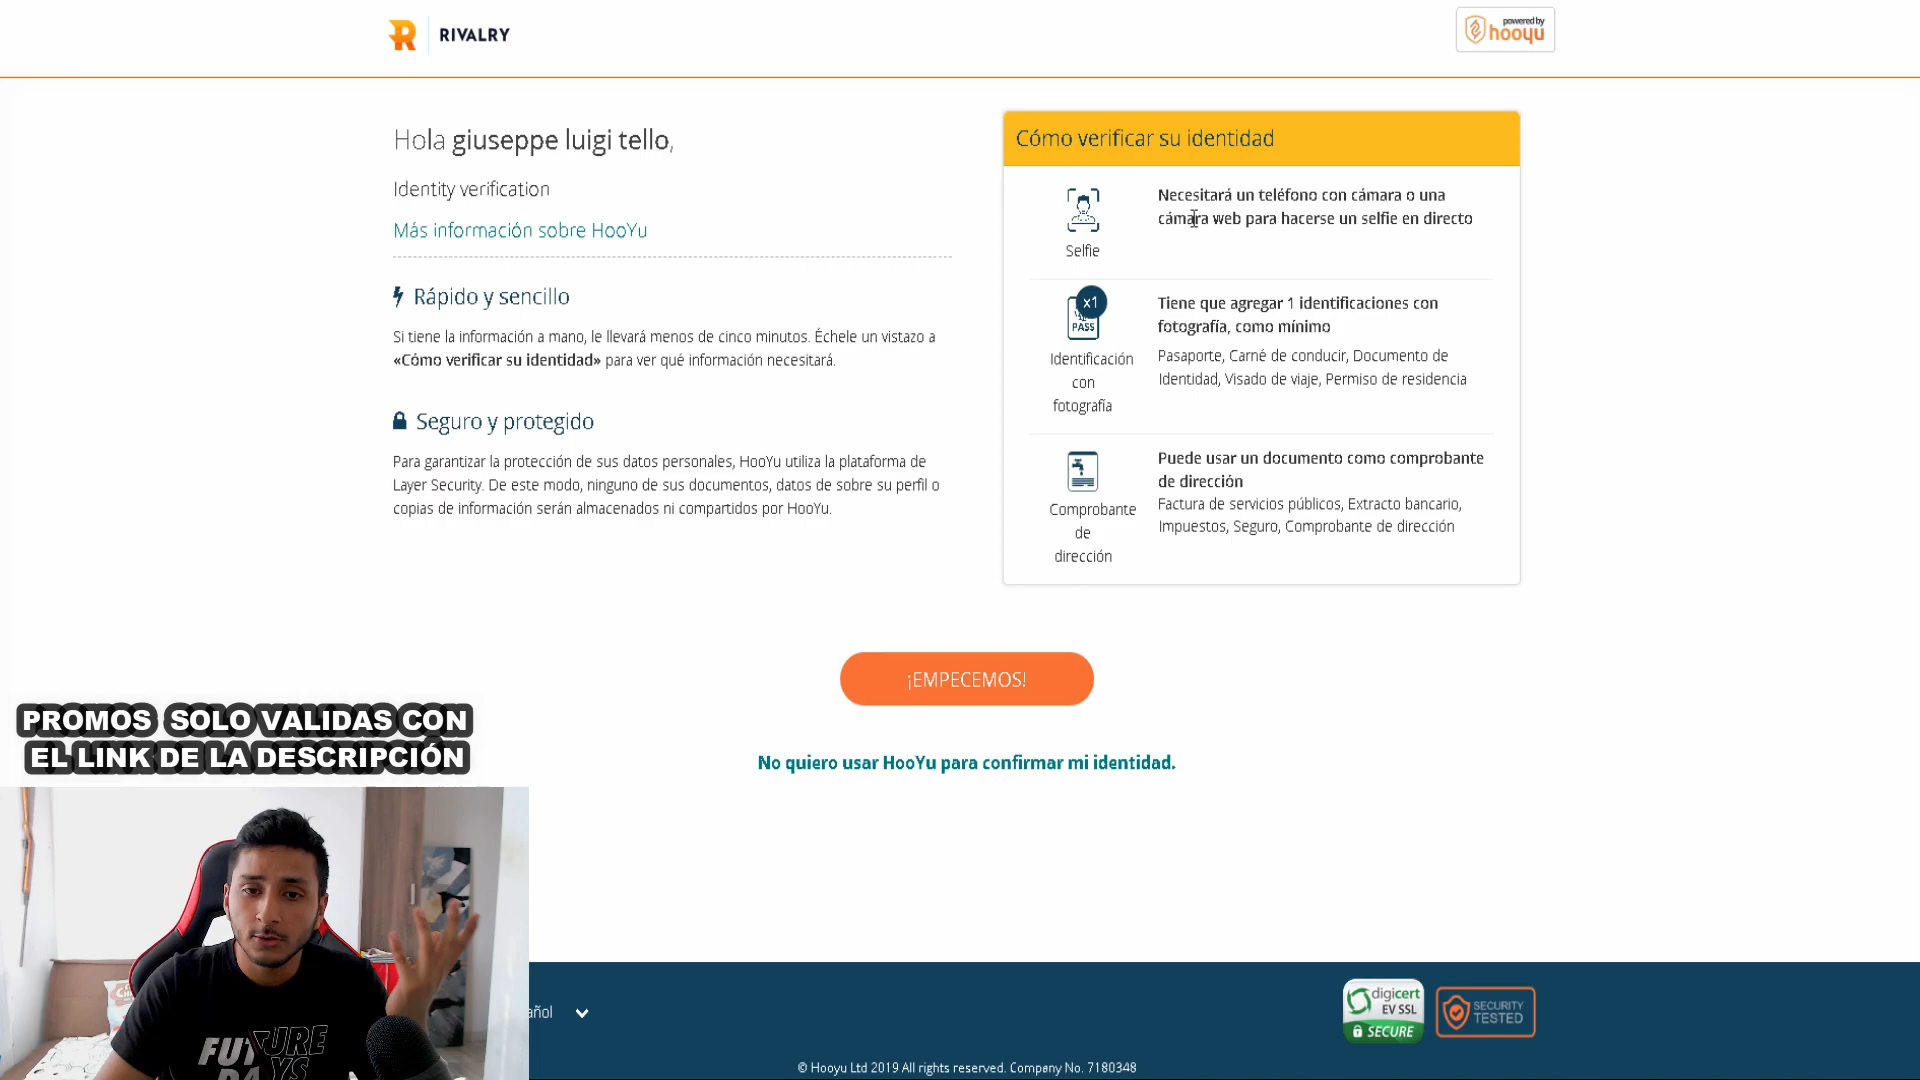 RIVALRY
powered by
hooyu
Hola giuseppe luigi tello,
Identity verification
Más información sobre HooYu
Rápido y sencillo
Si tiene la información a mano, le llevará menos de cinco minutos. Échele un vistazo a
«Cómo verificar su identidad» para ver qué información necesitará.
Seguro y protegido
Para garantizar la protección de sus datos personales, HooYu utiliza la plataforma de
Layer Security. De este modo, ninguno de sus documentos, datos de sobre su perfil o
copias de información serán almacenados ni compartidos por HooYu.
Cómo verificar su identidad
Selfie
Necesitará un teléfono con cámara o una
cámara web para hacerse un selfie en directo
x1
PASS
Identificación
con
fotografía
Tiene que agregar 1 identificaciones con
fotografía, como mínimo
Pasaporte, Carné de conducir, Documento de
Identidad, Visado de viaje, Permiso de residencia
Comprobante
de
dirección
Puede usar un documento como comprobante
de dirección
Factura de servicios públicos, Extracto bancario,
Impuestos, Seguro, Comprobante de dirección
¡EMPECEMOS!
No quiero usar HooYu para confirmar mi identidad.
PROMOS SOLO VALIDAS CON
EL LINK DE LA DESCRIPCIÓN
FUTURE
añol
digicert
EV SSL
SECURE
SECURITY
TESTED
© Hooyu Ltd 2019 All rights reserved. Company No. 7180348